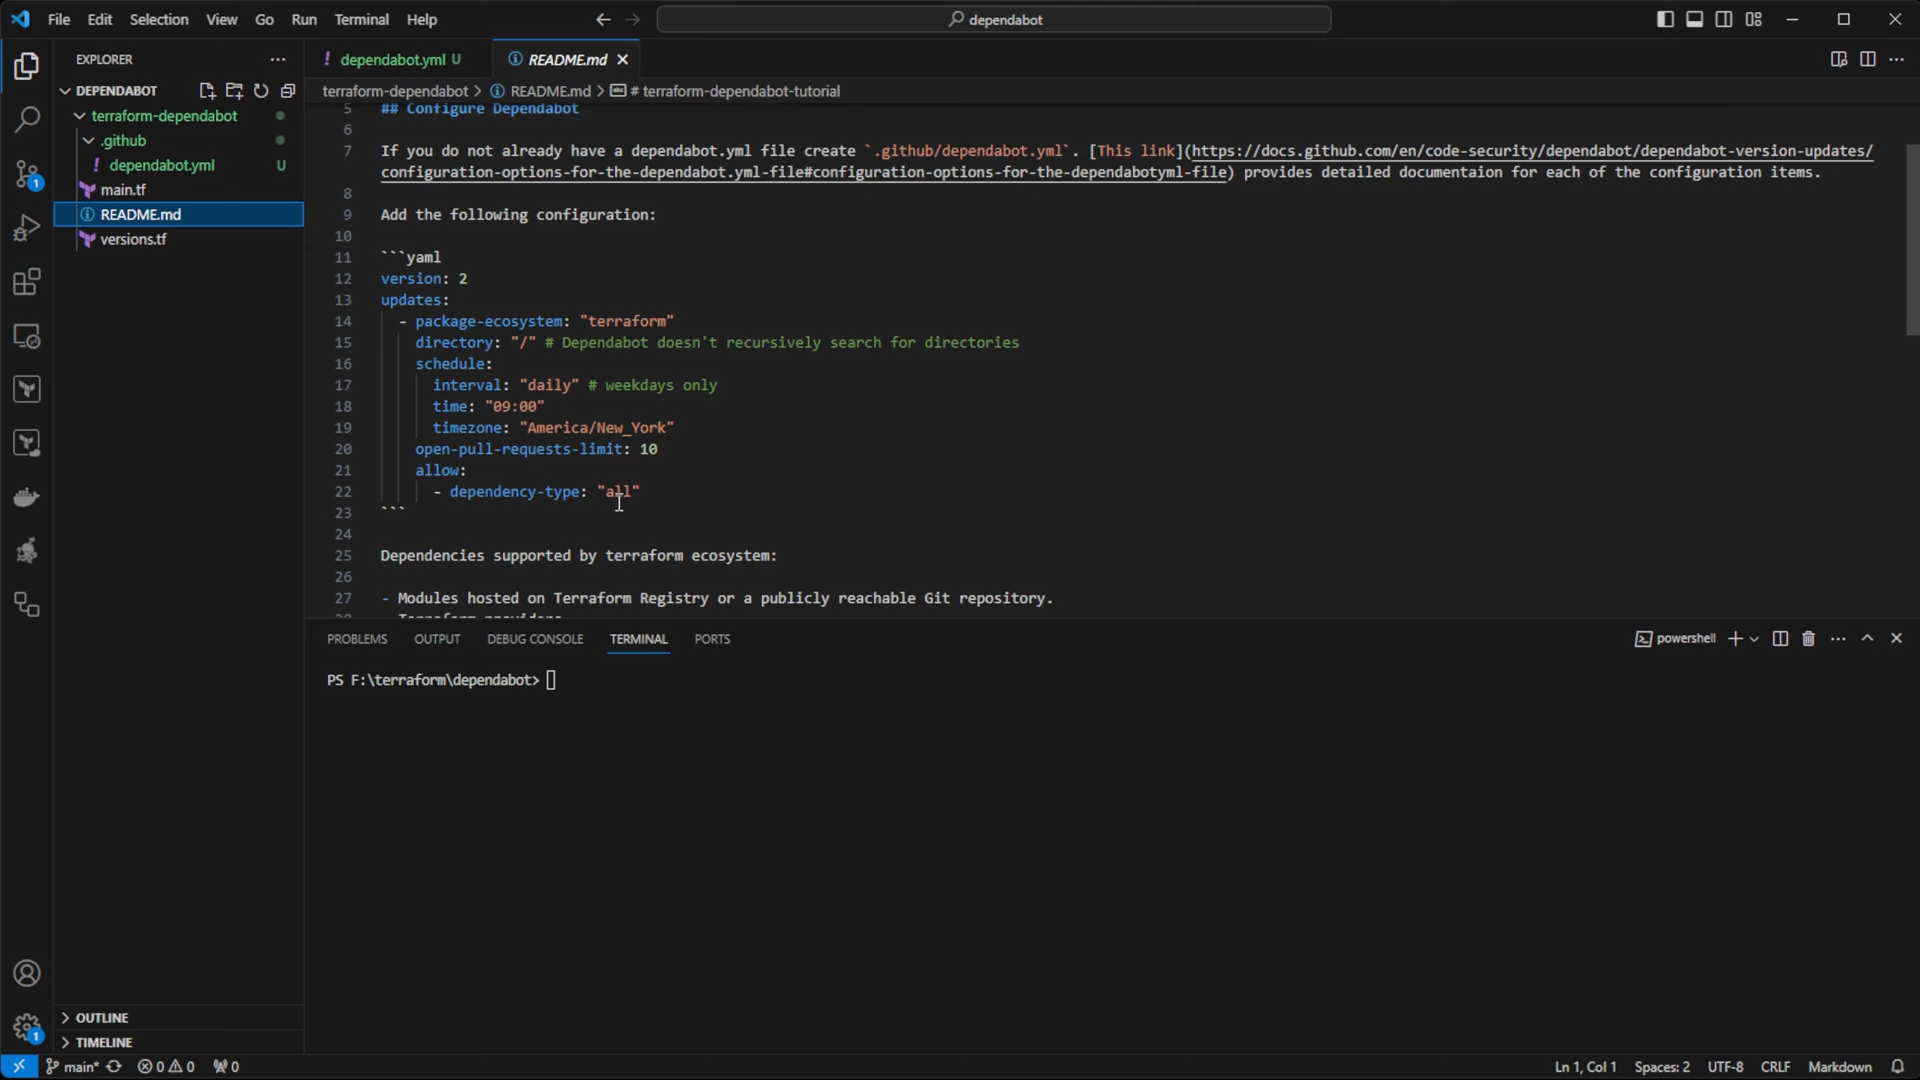 File Edit Selection View Go Run Terminal Help
dependabot
EXPLORER
DEPENDABOT
terraform-dependabot
.github
! dependabot.yml U
main.tf
README.md
versions.tf
OUTLINE
TIMELINE
! dependabot.yml U
README.md
terraform-dependabot > README.md > # terraform-dependabot-tutorial
5 ## Configure Dependabot
6
7 If you do not already have a dependabot.yml file create `.github/dependabot.yml`. [This link](https://docs.github.com/en/code-security/dependabot/dependabot-version-updates/
configuration-options-for-the-dependabot.yml-file#configuration-options-for-the-dependabotyml-file) provides detailed documentaion for each of the configuration items.
8
9 Add the following configuration:
10
11 ```yaml
12 version: 2
13 updates:
14 - package-ecosystem: "terraform"
15 directory: "/" # Dependabot doesn't recursively search for directories
16 schedule:
17 interval: "daily" # weekdays only
18 time: "09:00"
19 timezone: "America/New_York"
20 open-pull-requests-limit: 10
21 allow:
22 - dependency-type: "all"
23 ```
24
25 Dependencies supported by terraform ecosystem:
26
27 - Modules hosted on Terraform Registry or a publicly reachable Git repository.
PROBLEMS OUTPUT DEBUG CONSOLE TERMINAL PORTS
powershell
PS F:\terraform\dependabot>
1
1
main* 0 0 0
Ln 1, Col 1 Spaces: 2 UTF-8 CRLF Markdown